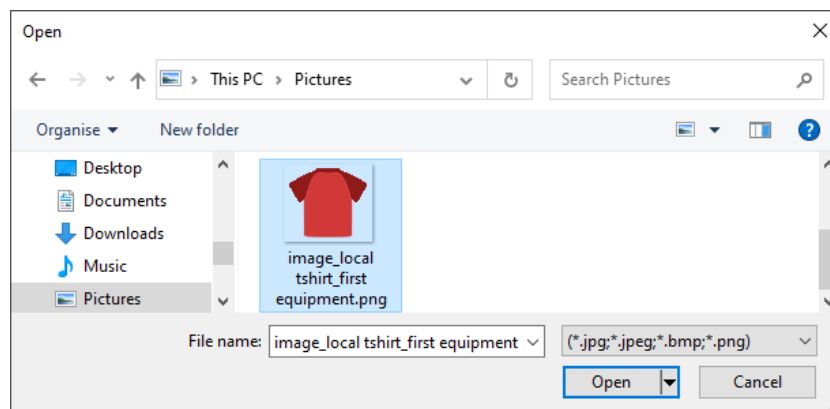 Open
This PC > Pictures
Search Pictures
Organise
New folder
Desktop
Documents
Downloads
Music
Pictures
image_local
tshirt_first
equipment.png
File name: image_local tshirt_first equipment
(*.jpg;*.jpeg;*.bmp;*.png)
Open
Cancel